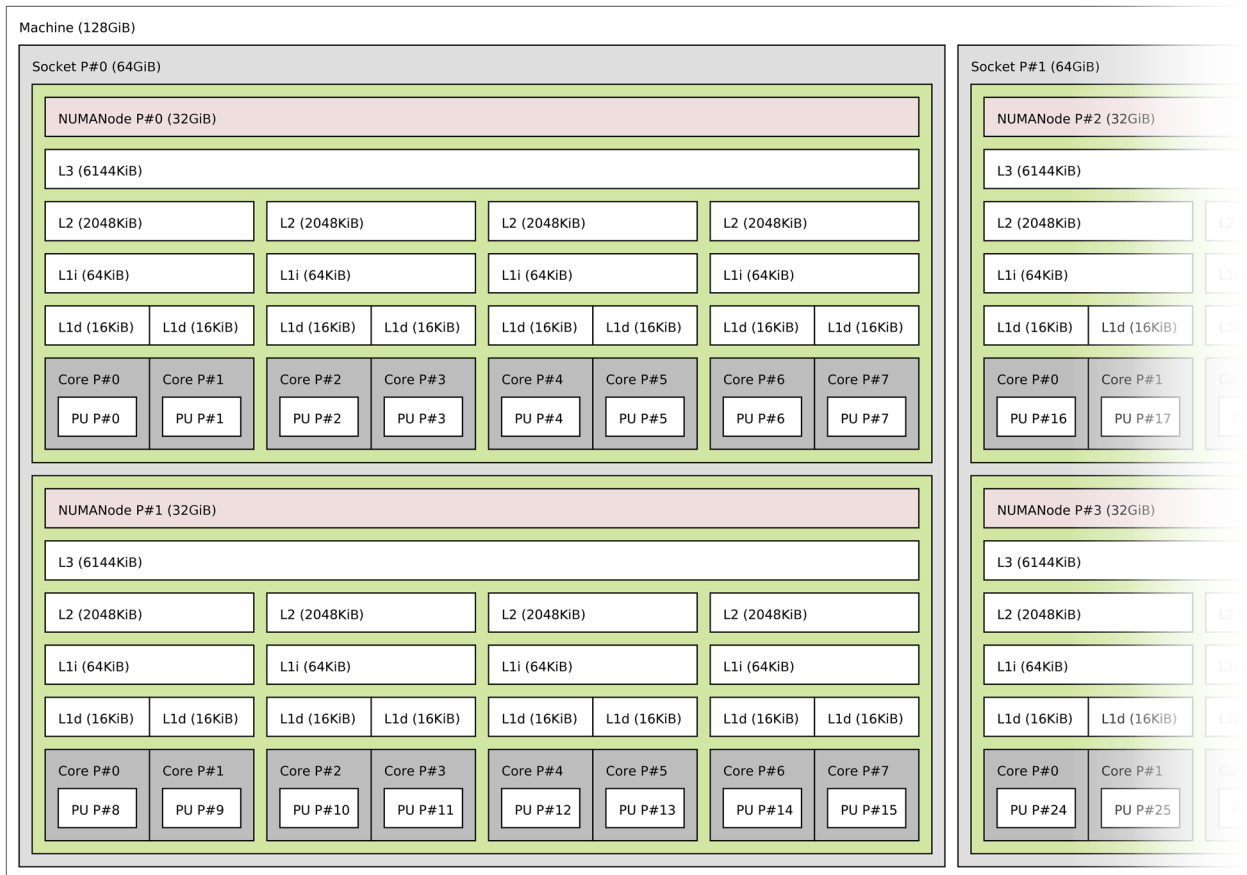 Machine (128GiB)
Socket P#0 (64GiB)
NUMANode P#0 (32GiB)
L3 (6144KiB)
L2 (2048KiB) L2 (2048KiB) L2 (2048KiB) L2 (2048KiB)
L1i (64KiB) L1i (64KiB) L1i (64KiB) L1i (64KiB)
L1d (16KiB) L1d (16KiB) L1d (16KiB) L1d (16KiB) L1d (16KiB) L1d (16KiB) L1d (16KiB) L1d (16KiB)
Core P#0 Core P#1 Core P#2 Core P#3 Core P#4 Core P#5 Core P#6 Core P#7
PU P#0 PU P#1 PU P#2 PU P#3 PU P#4 PU P#5 PU P#6 PU P#7
NUMANode P#1 (32GiB)
L3 (6144KiB)
L2 (2048KiB) L2 (2048KiB) L2 (2048KiB) L2 (2048KiB)
L1i (64KiB) L1i (64KiB) L1i (64KiB) L1i (64KiB)
L1d (16KiB) L1d (16KiB) L1d (16KiB) L1d (16KiB) L1d (16KiB) L1d (16KiB) L1d (16KiB) L1d (16KiB)
Core P#0 Core P#1 Core P#2 Core P#3 Core P#4 Core P#5 Core P#6 Core P#7
PU P#8 PU P#9 PU P#10 PU P#11 PU P#12 PU P#13 PU P#14 PU P#15
Socket P#1 (64GiB)
NUMANode P#2 (32GiB)
L3 (6144KiB)
L2 (2048KiB) L2
L1i (64KiB) L1i
L1d (16KiB) L1d (16KiB) L1d
Core P#0 Core P#1
PU P#16 PU P#17
NUMANode P#3 (32GiB)
L3 (6144KiB)
L2 (2048KiB) L2
L1i (64KiB) L1i
L1d (16KiB) L1d (16KiB) L1d
Core P#0 Core P#1
PU P#24 PU P#25